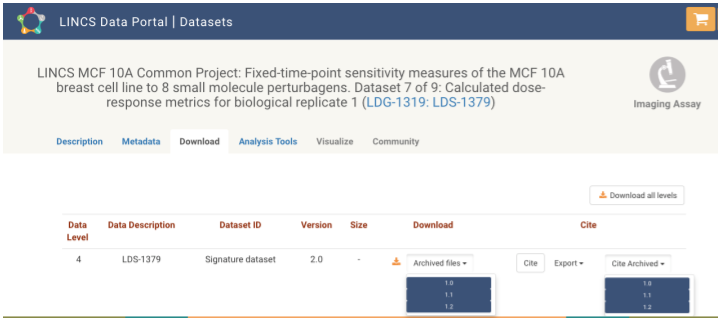 LINCS Data Portal | Datasets
LINCS MCF 10A Common Project: Fixed-time-point sensitivity measures of the MCF 10A
breast cell line to 8 small molecule perturbagens. Dataset 7 of 9: Calculated dose-
response metrics for biological replicate 1 (LDG-1319: LDS-1379)
Imaging Assay
Description Metadata Download Analysis Tools Visualize Community
Download all levels
Data Level Data Description Dataset ID Version Size Download Cite
4 LDS-1379 Signature dataset 2.0 - Archived files Cite Export Cite Archived
1.0 1.0
1.1 1.1
1.2 1.2